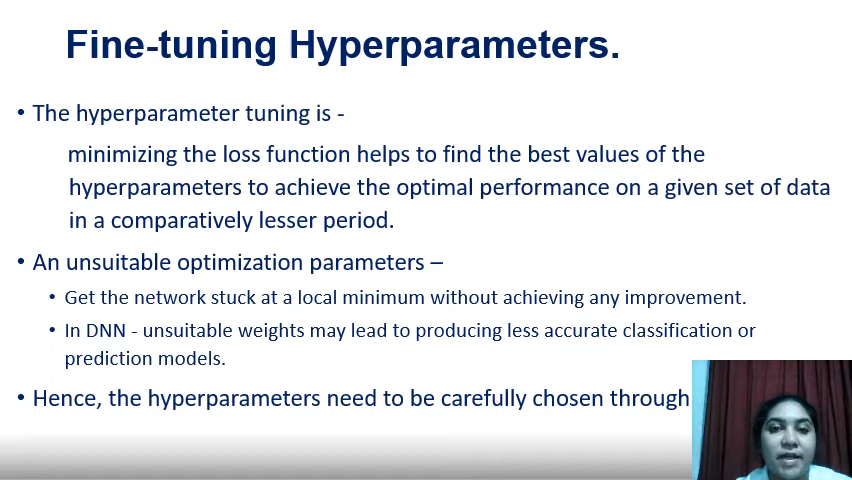 Fine-tuning Hyperparameters.
• The hyperparameter tuning is -
minimizing the loss function helps to find the best values of the
hyperparameters to achieve the optimal performance on a given set of data
in a comparatively lesser period.
• An unsuitable optimization parameters –
• Get the network stuck at a local minimum without achieving any improvement.
• In DNN - unsuitable weights may lead to producing less accurate classification or
prediction models.
• Hence, the hyperparameters need to be carefully chosen through